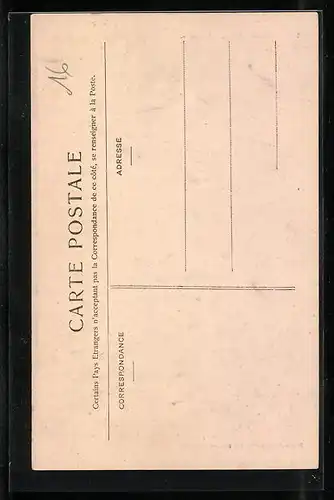 16
CARTE POSTALE
Certains Pays Etrangers n'acceptant pas la Correspondance de ce côté, se renseigner à la Poste.
CORRESPONDANCE
ADRESSE